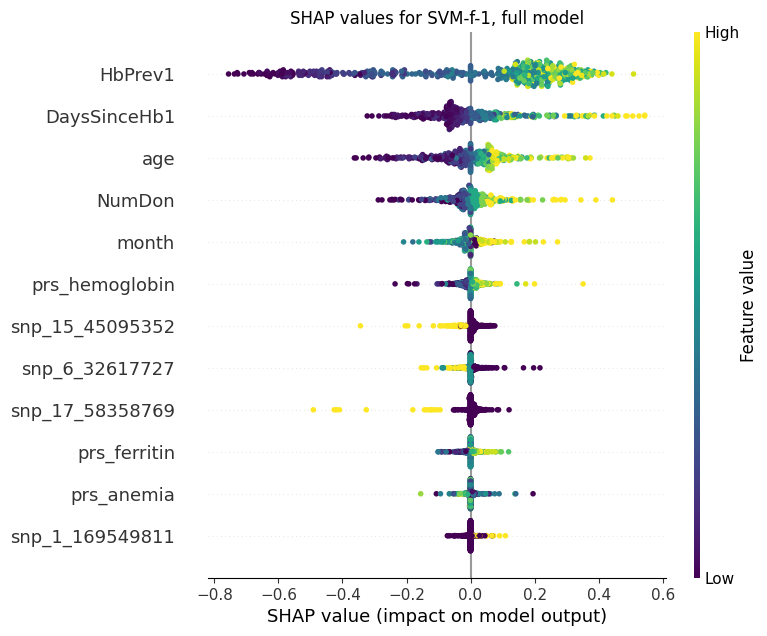 SHAP values for SVM-f-1, full model
High
HbPrev1
DaysSinceHb1
age
NumDon
month
prs_hemoglobin
snp_15_45095352
snp_6_32617727
snp_17_58358769
prs_ferritin
prs_anemia
snp_1_169549811
Feature value
Low
−0.8 −0.6 −0.4 −0.2 0.0 0.2 0.4 0.6
SHAP value (impact on model output)